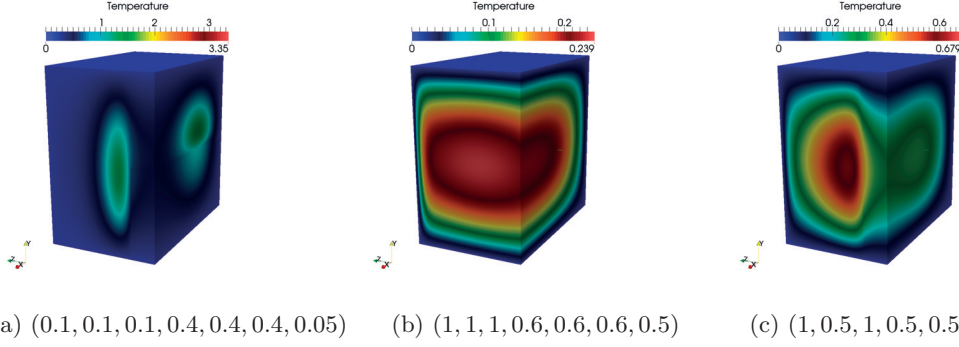 Temperature
1 2 3
0 3.35
Temperature
0.1 0.2
0 0.239
Temperature
0.2 0.4 0.6
0 0.679
Y
Z X
Y
Z X
Y
Z X
a) (0.1, 0.1, 0.1, 0.4, 0.4, 0.4, 0.05) (b) (1, 1, 1, 0.6, 0.6, 0.6, 0.5) (c) (1, 0.5, 1, 0.5, 0.5